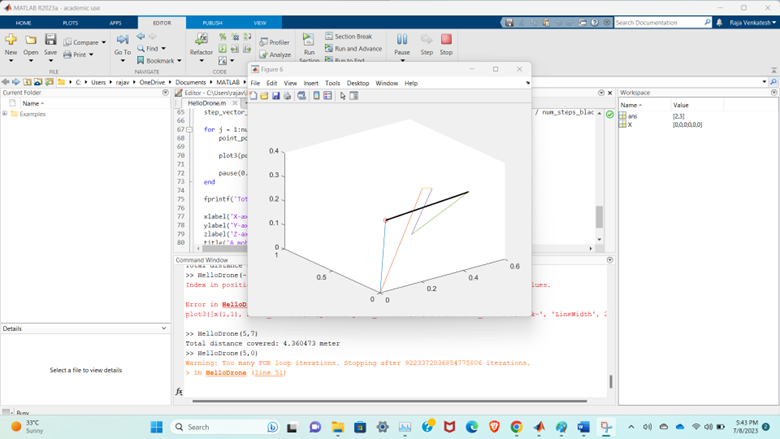 MATLAB R2023a - academic use
HOME PLOTS APPS EDITOR PUBLISH VIEW
Search Documentation
Raja Venkatesh
New Open Save Compare Print Go To Find Bookmark Refactor Profiler Analyze Run Section Section Break Run and Advance Run to End Pause Step Stop
FILE NAVIGATE CODE
C: Users rajav OneDrive Documents MATLAB
Current Folder
Name
Examples
Editor - C:\Users\rajav\
HelloDrone.m
65 step_vector_
/ num_steps_blac
66
67 for j = 1:nu
68 point_po
69
70 plot3(po
71
72 pause(0.
73 end
74
75 fprintf('Tot
76
77 xlabel('X-ax
78 ylabel('Y-ax
79 zlabel('Z-ax
80
Figure 6
File Edit View Insert Tools Desktop Window Help
0.4
0.3
0.2
0.1
0
1
0.5
0
0
0.2
0.4
0.6
Workspace
Name Value
ani [2,3]
X [0,0,0,0,0,0]
Command Window
Total distance
>> HelloDrone(-
Index in positio
ues.
Error in HelloD
plot3([x(1,1),
k-', 'LineWidth', 2
>> HelloDrone(5,7)
Total distance covered: 4.360473 meter
>> HelloDrone(5,0)
Warning: Too many FOR loop iterations. Stopping after 9223372036854775806 iterations.
> In HelloDrone (line 51)
fx
Details
Select a file to view details
Busy
33°C
Sunny
Search
5:43 PM
7/8/2023